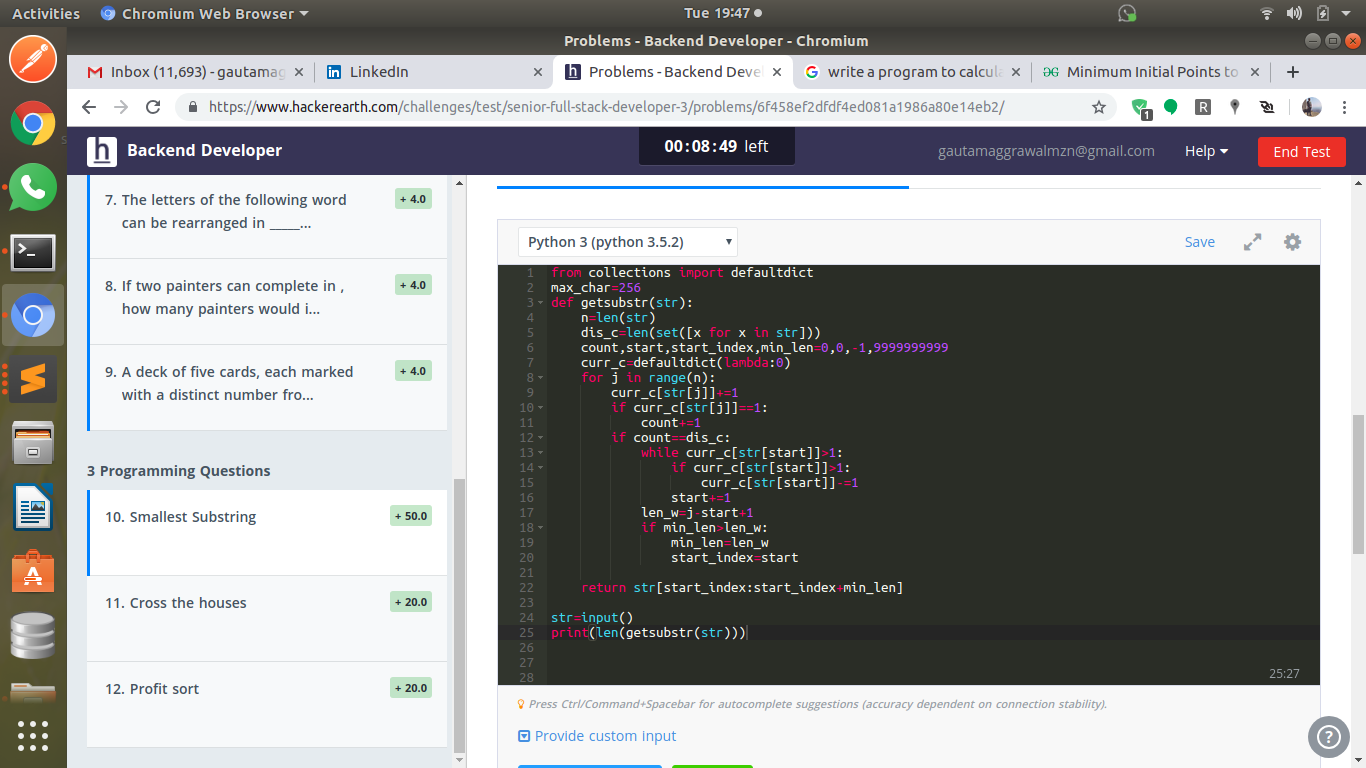 Activities
Chromium Web Browser
Tue 19:47
Problems - Backend Developer - Chromium
Inbox (11,693) - gautamag
LinkedIn
Problems - Backend Deve
write a program to calcula
Minimum Initial Points to
https://www.hackerearth.com/challenges/test/senior-full-stack-developer-3/problems/6f458ef2dfdf4ed081a1986a80e14eb2/
1
R
h
Backend Developer
00:08:49 left
gautamaggrawalmzn@gmail.com
Help
End Test
7. The letters of the following word
can be rearranged in _____...
+ 4.0
8. If two painters can complete in ,
how many painters would i...
+ 4.0
9. A deck of five cards, each marked
with a distinct number fro...
+ 4.0
3 Programming Questions
10. Smallest Substring
+ 50.0
11. Cross the houses
+ 20.0
12. Profit sort
+ 20.0
Python 3 (python 3.5.2)
Save
1 from collections import defaultdict
2 max_char=256
3 def getsubstr(str):
4     n=len(str)
5     dis_c=len(set([x for x in str]))
6     count,start,start_index,min_len=0,0,-1,9999999999
7     curr_c=defaultdict(lambda:0)
8     for j in range(n):
9         curr_c[str[j]]+=1
10         if curr_c[str[j]]==1:
11             count+=1
12         if count==dis_c:
13             while curr_c[str[start]]>1:
14                 if curr_c[str[start]]>1:
15                     curr_c[str[start]]-=1
16                 start+=1
17             len_w=j-start+1
18             if min_len>len_w:
19                 min_len=len_w
20                 start_index=start
21
22     return str[start_index:start_index+min_len]
23
24 str=input()
25 print(len(getsubstr(str)))
26
27
28
25:27
Press Ctrl/Command+Spacebar for autocomplete suggestions (accuracy dependent on connection stability).
Provide custom input
?